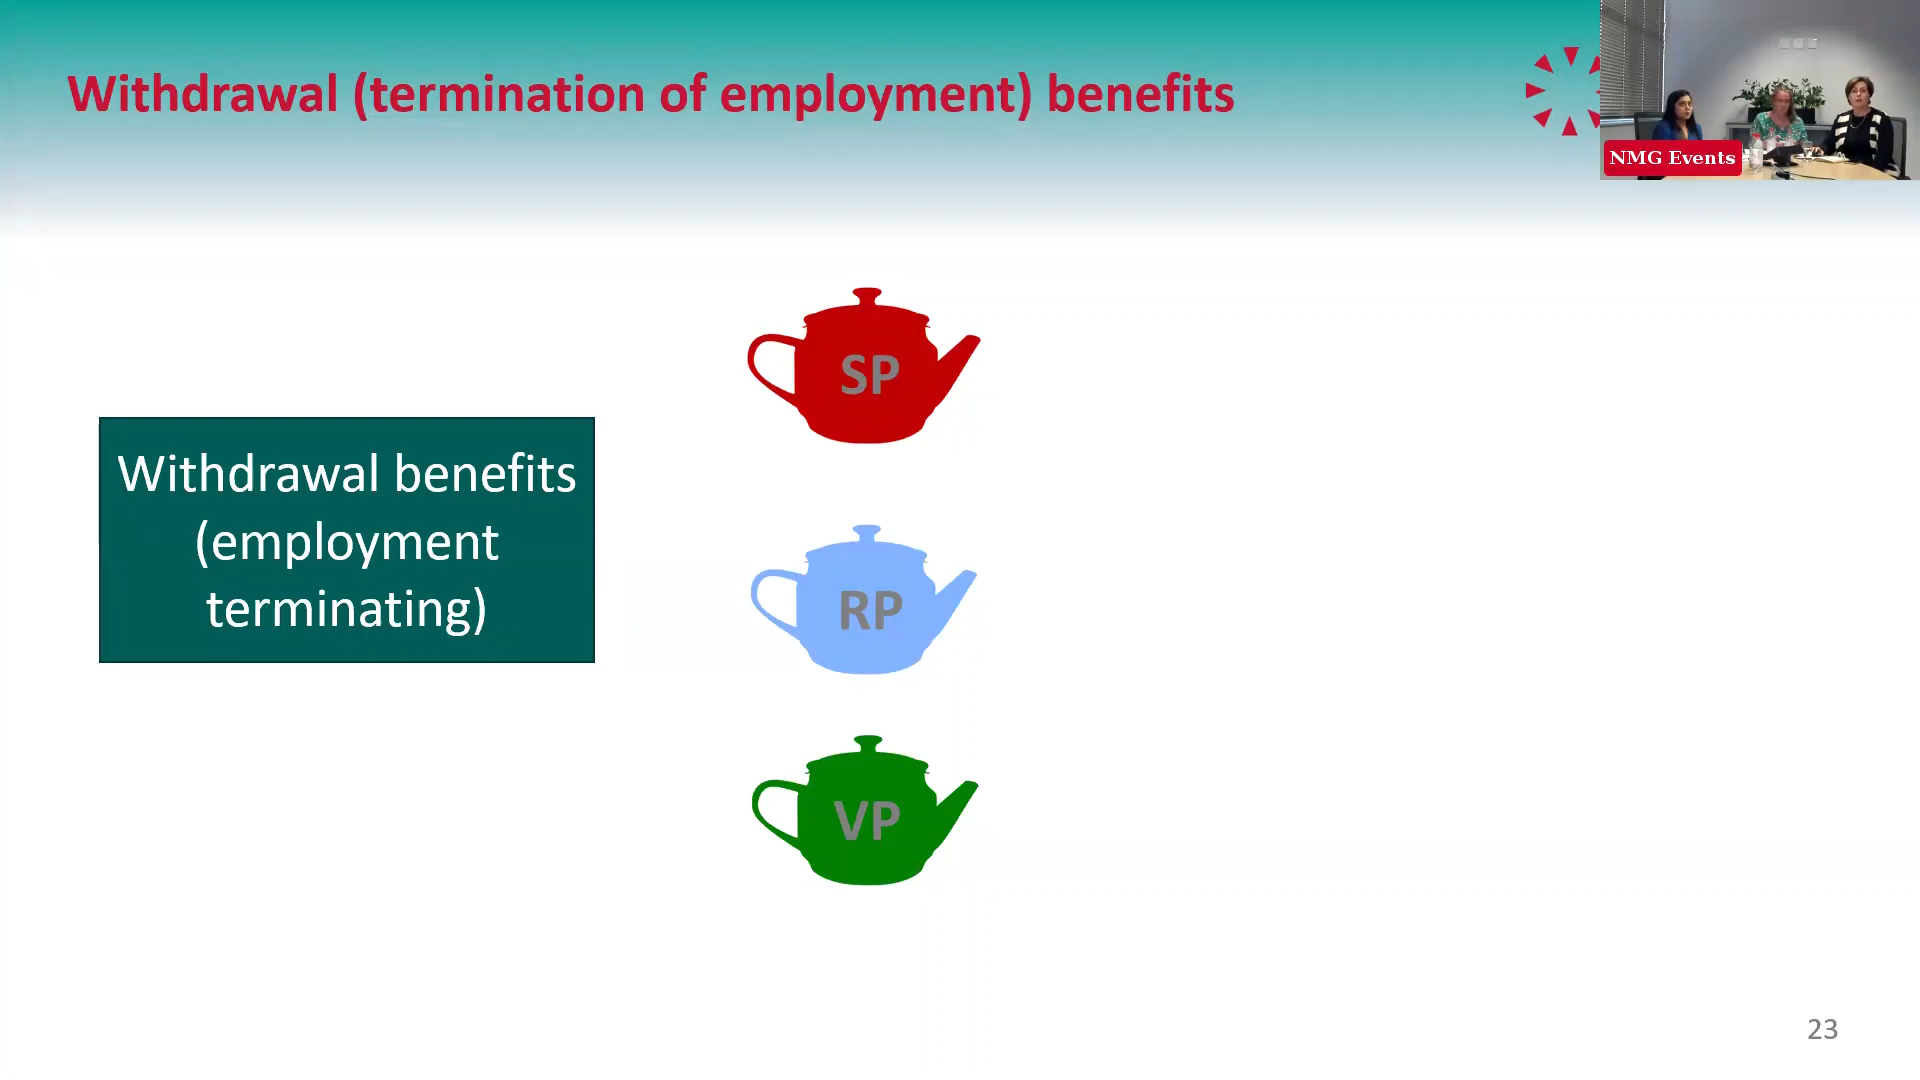 Withdrawal (termination of employment) benefits
NMG Events
SP
Withdrawal benefits
(employment
terminating)
RP
VP
23